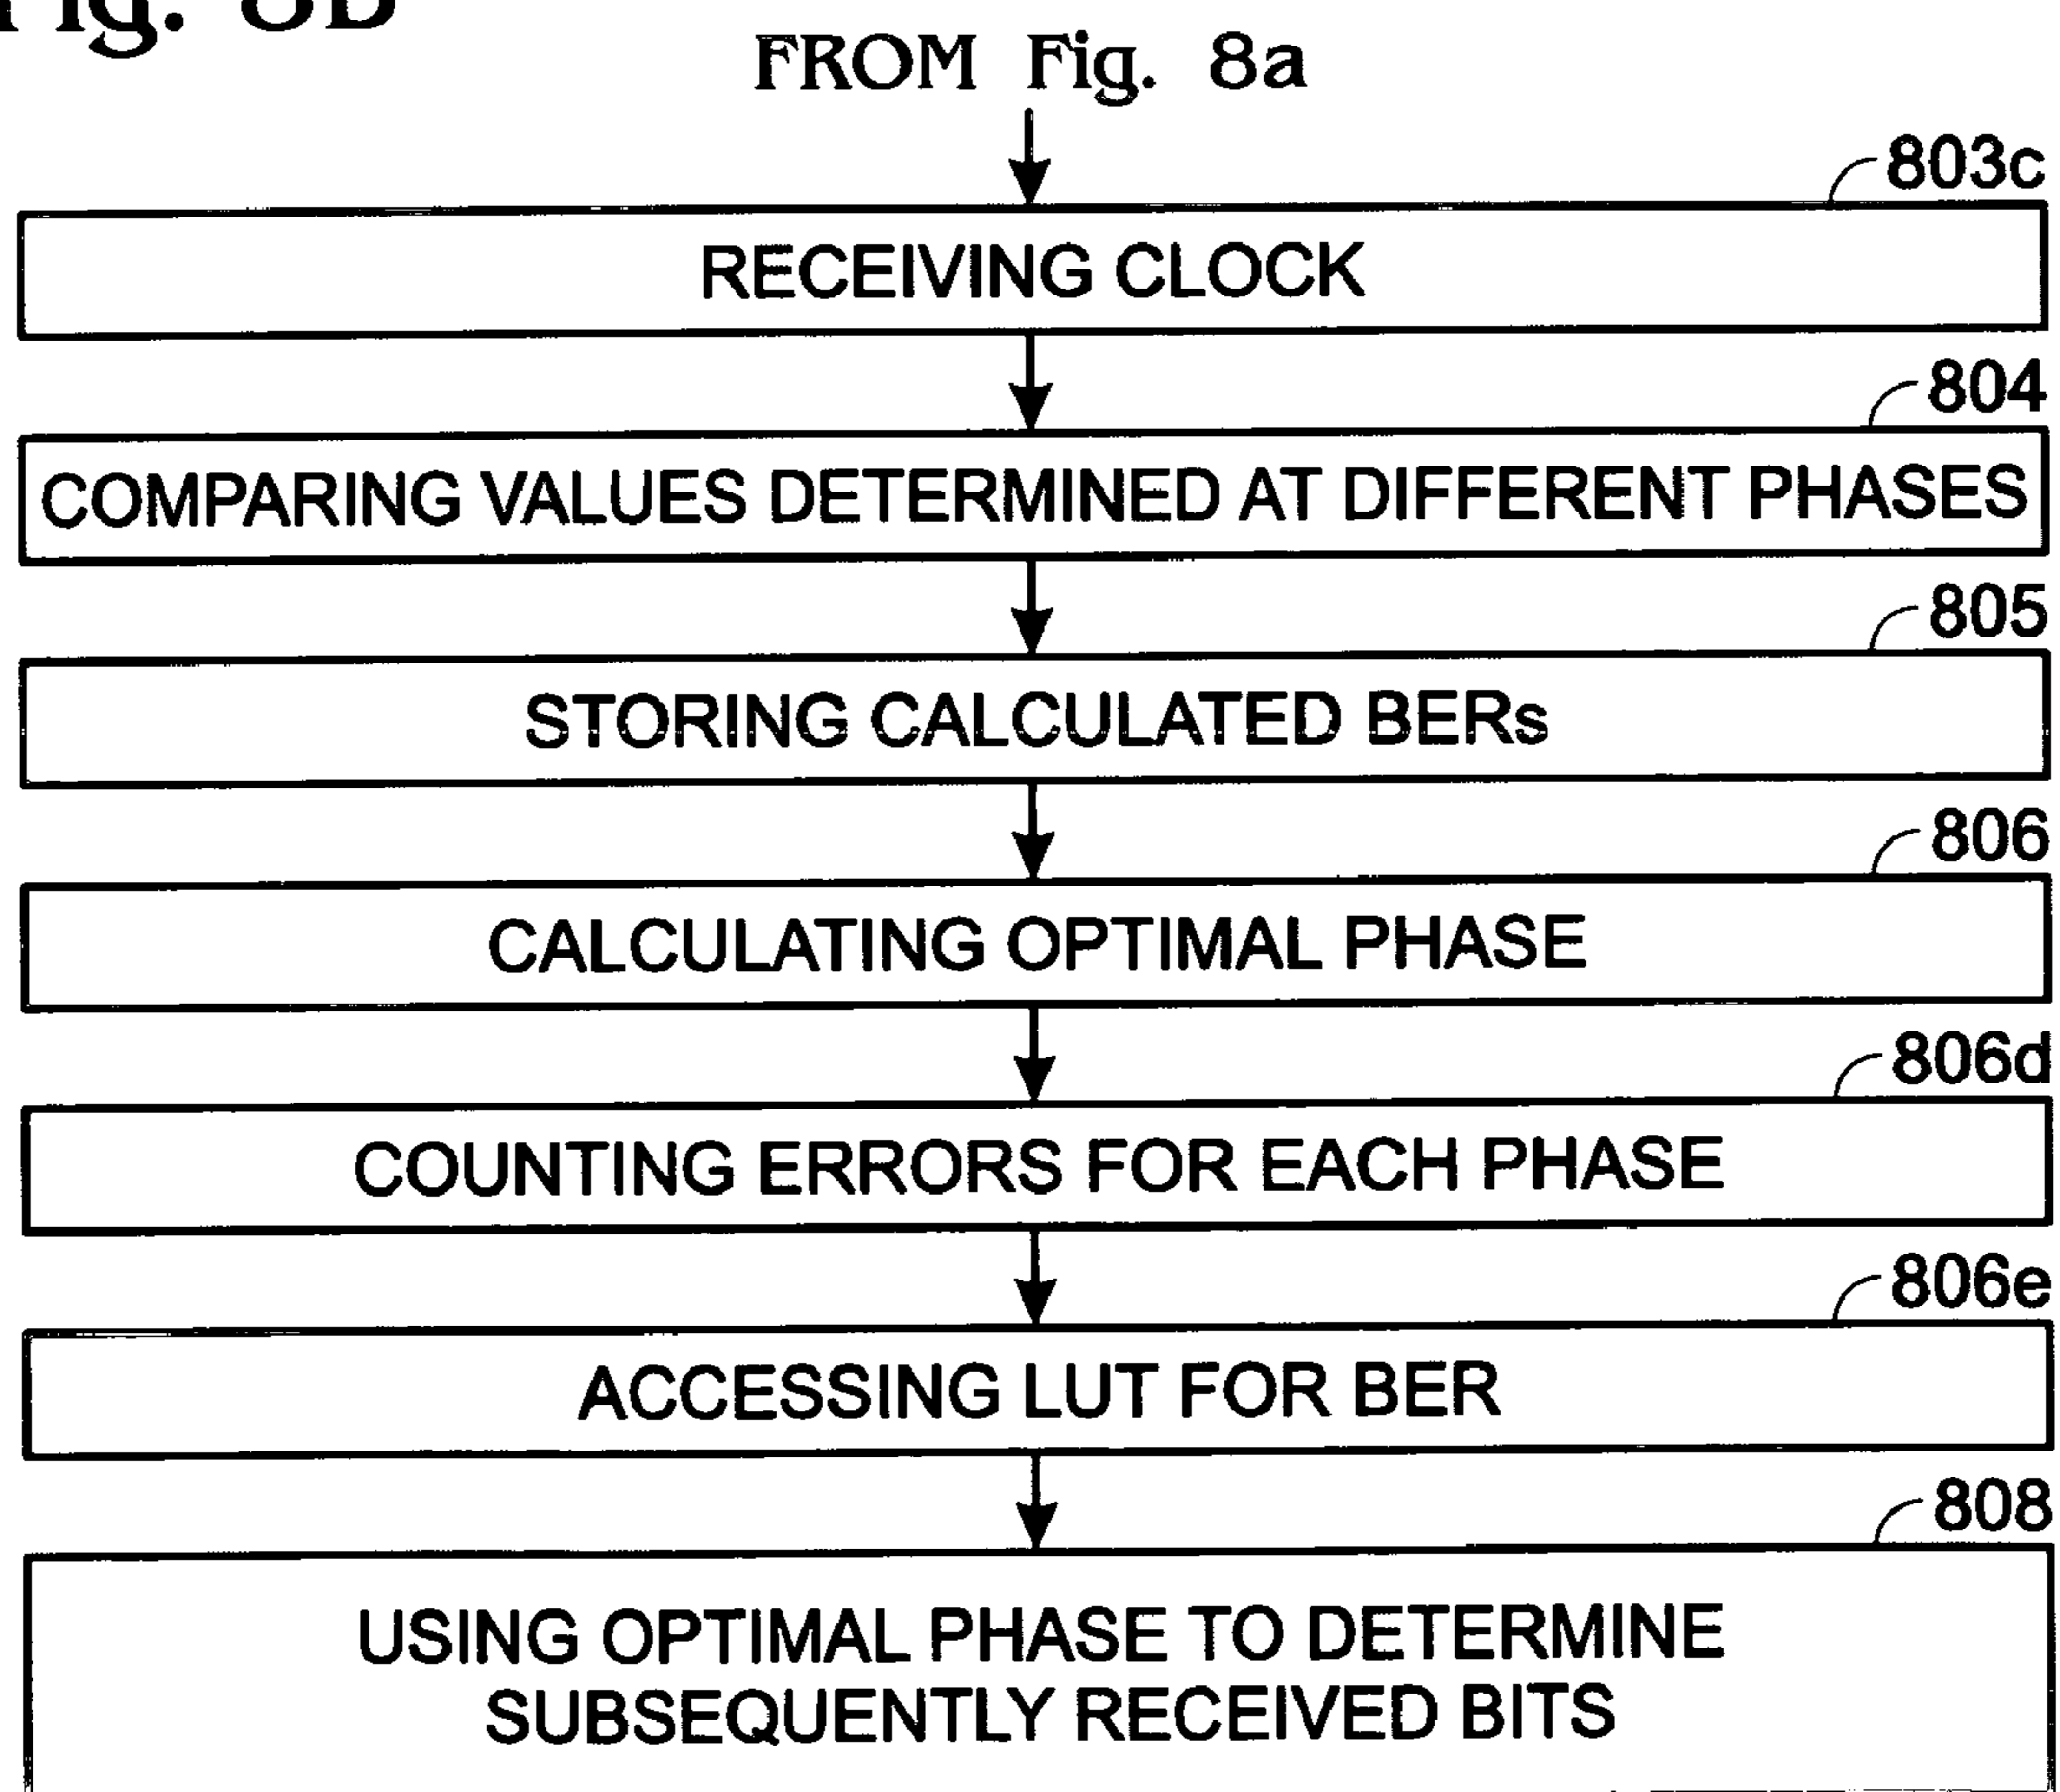 Fig. 8B
FROM Fig. 8a
803c
RECEIVING CLOCK
804
COMPARING VALUES DETERMINED AT DIFFERENT PHASES
805
STORING CALCULATED BERs
806
CALCULATING OPTIMAL PHASE
806d
COUNTING ERRORS FOR EACH PHASE
806e
ACCESSING LUT FOR BER
808
USING OPTIMAL PHASE TO DETERMINE
SUBSEQUENTLY RECEIVED BITS